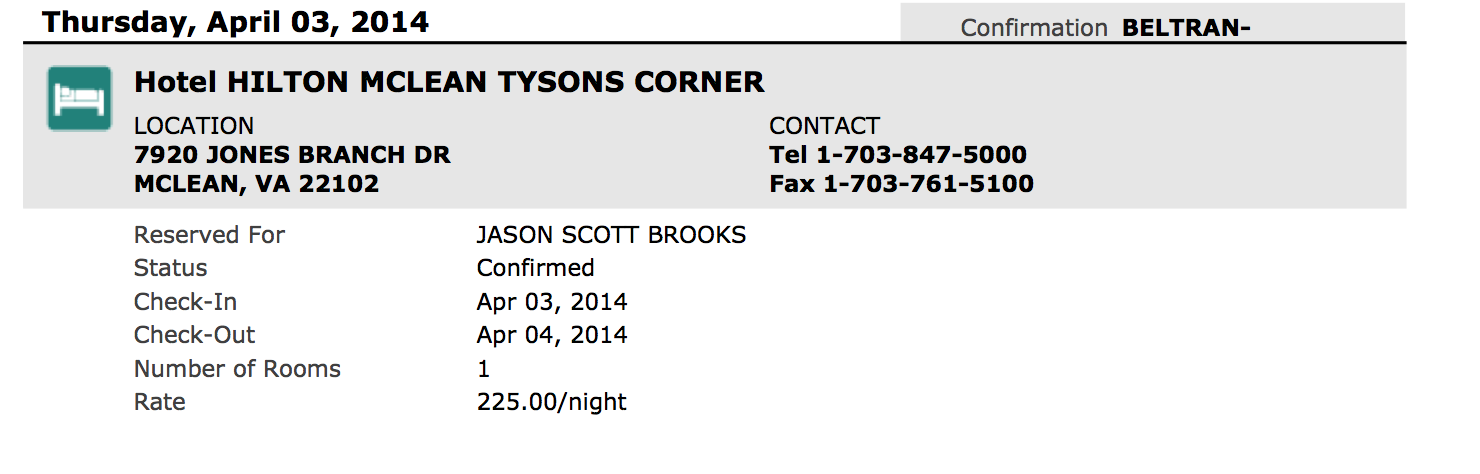 Thursday, April 03, 2014
Confirmation BELTRAN-
Hotel HILTON MCLEAN TYSONS CORNER
LOCATION
7920 JONES BRANCH DR
MCLEAN, VA 22102
CONTACT
Tel 1-703-847-5000
Fax 1-703-761-5100
Reserved For JASON SCOTT BROOKS
Status Confirmed
Check-In Apr 03, 2014
Check-Out Apr 04, 2014
Number of Rooms 1
Rate 225.00/night